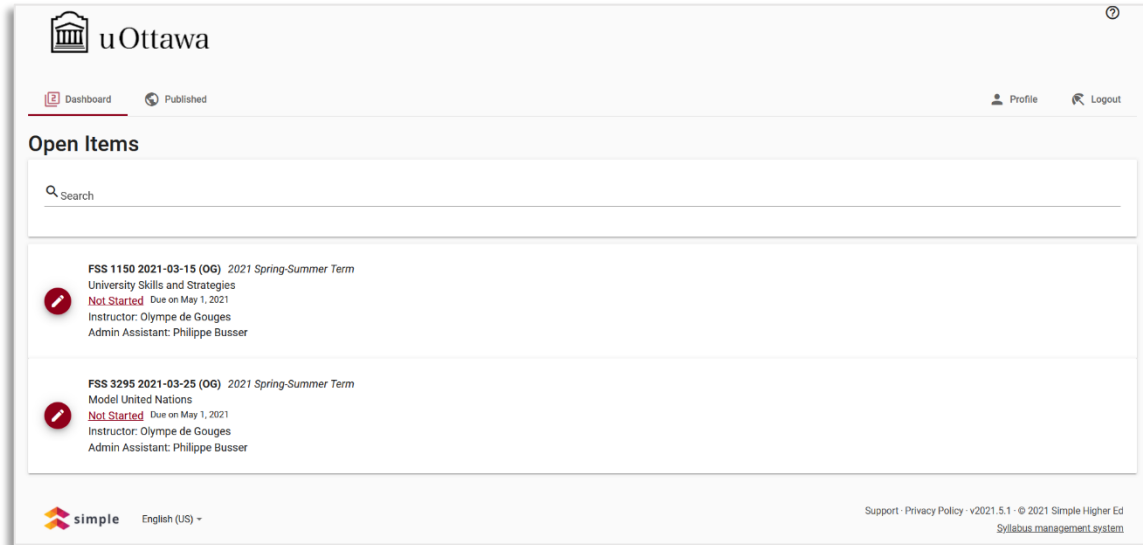 uOttawa
2 Dashboard Published Profile Logout
Open Items
Search
FSS 1150 2021-03-15 (OG) 2021 Spring-Summer Term
University Skills and Strategies
Not Started Due on May 1, 2021
Instructor: Olympe de Gouges
Admin Assistant: Philippe Busser
FSS 3295 2021-03-25 (OG) 2021 Spring-Summer Term
Model United Nations
Not Started Due on May 1, 2021
Instructor: Olympe de Gouges
Admin Assistant: Philippe Busser
simple English (US)
Support · Privacy Policy · v2021.5.1 · © 2021 Simple Higher Ed
Syllabus management system